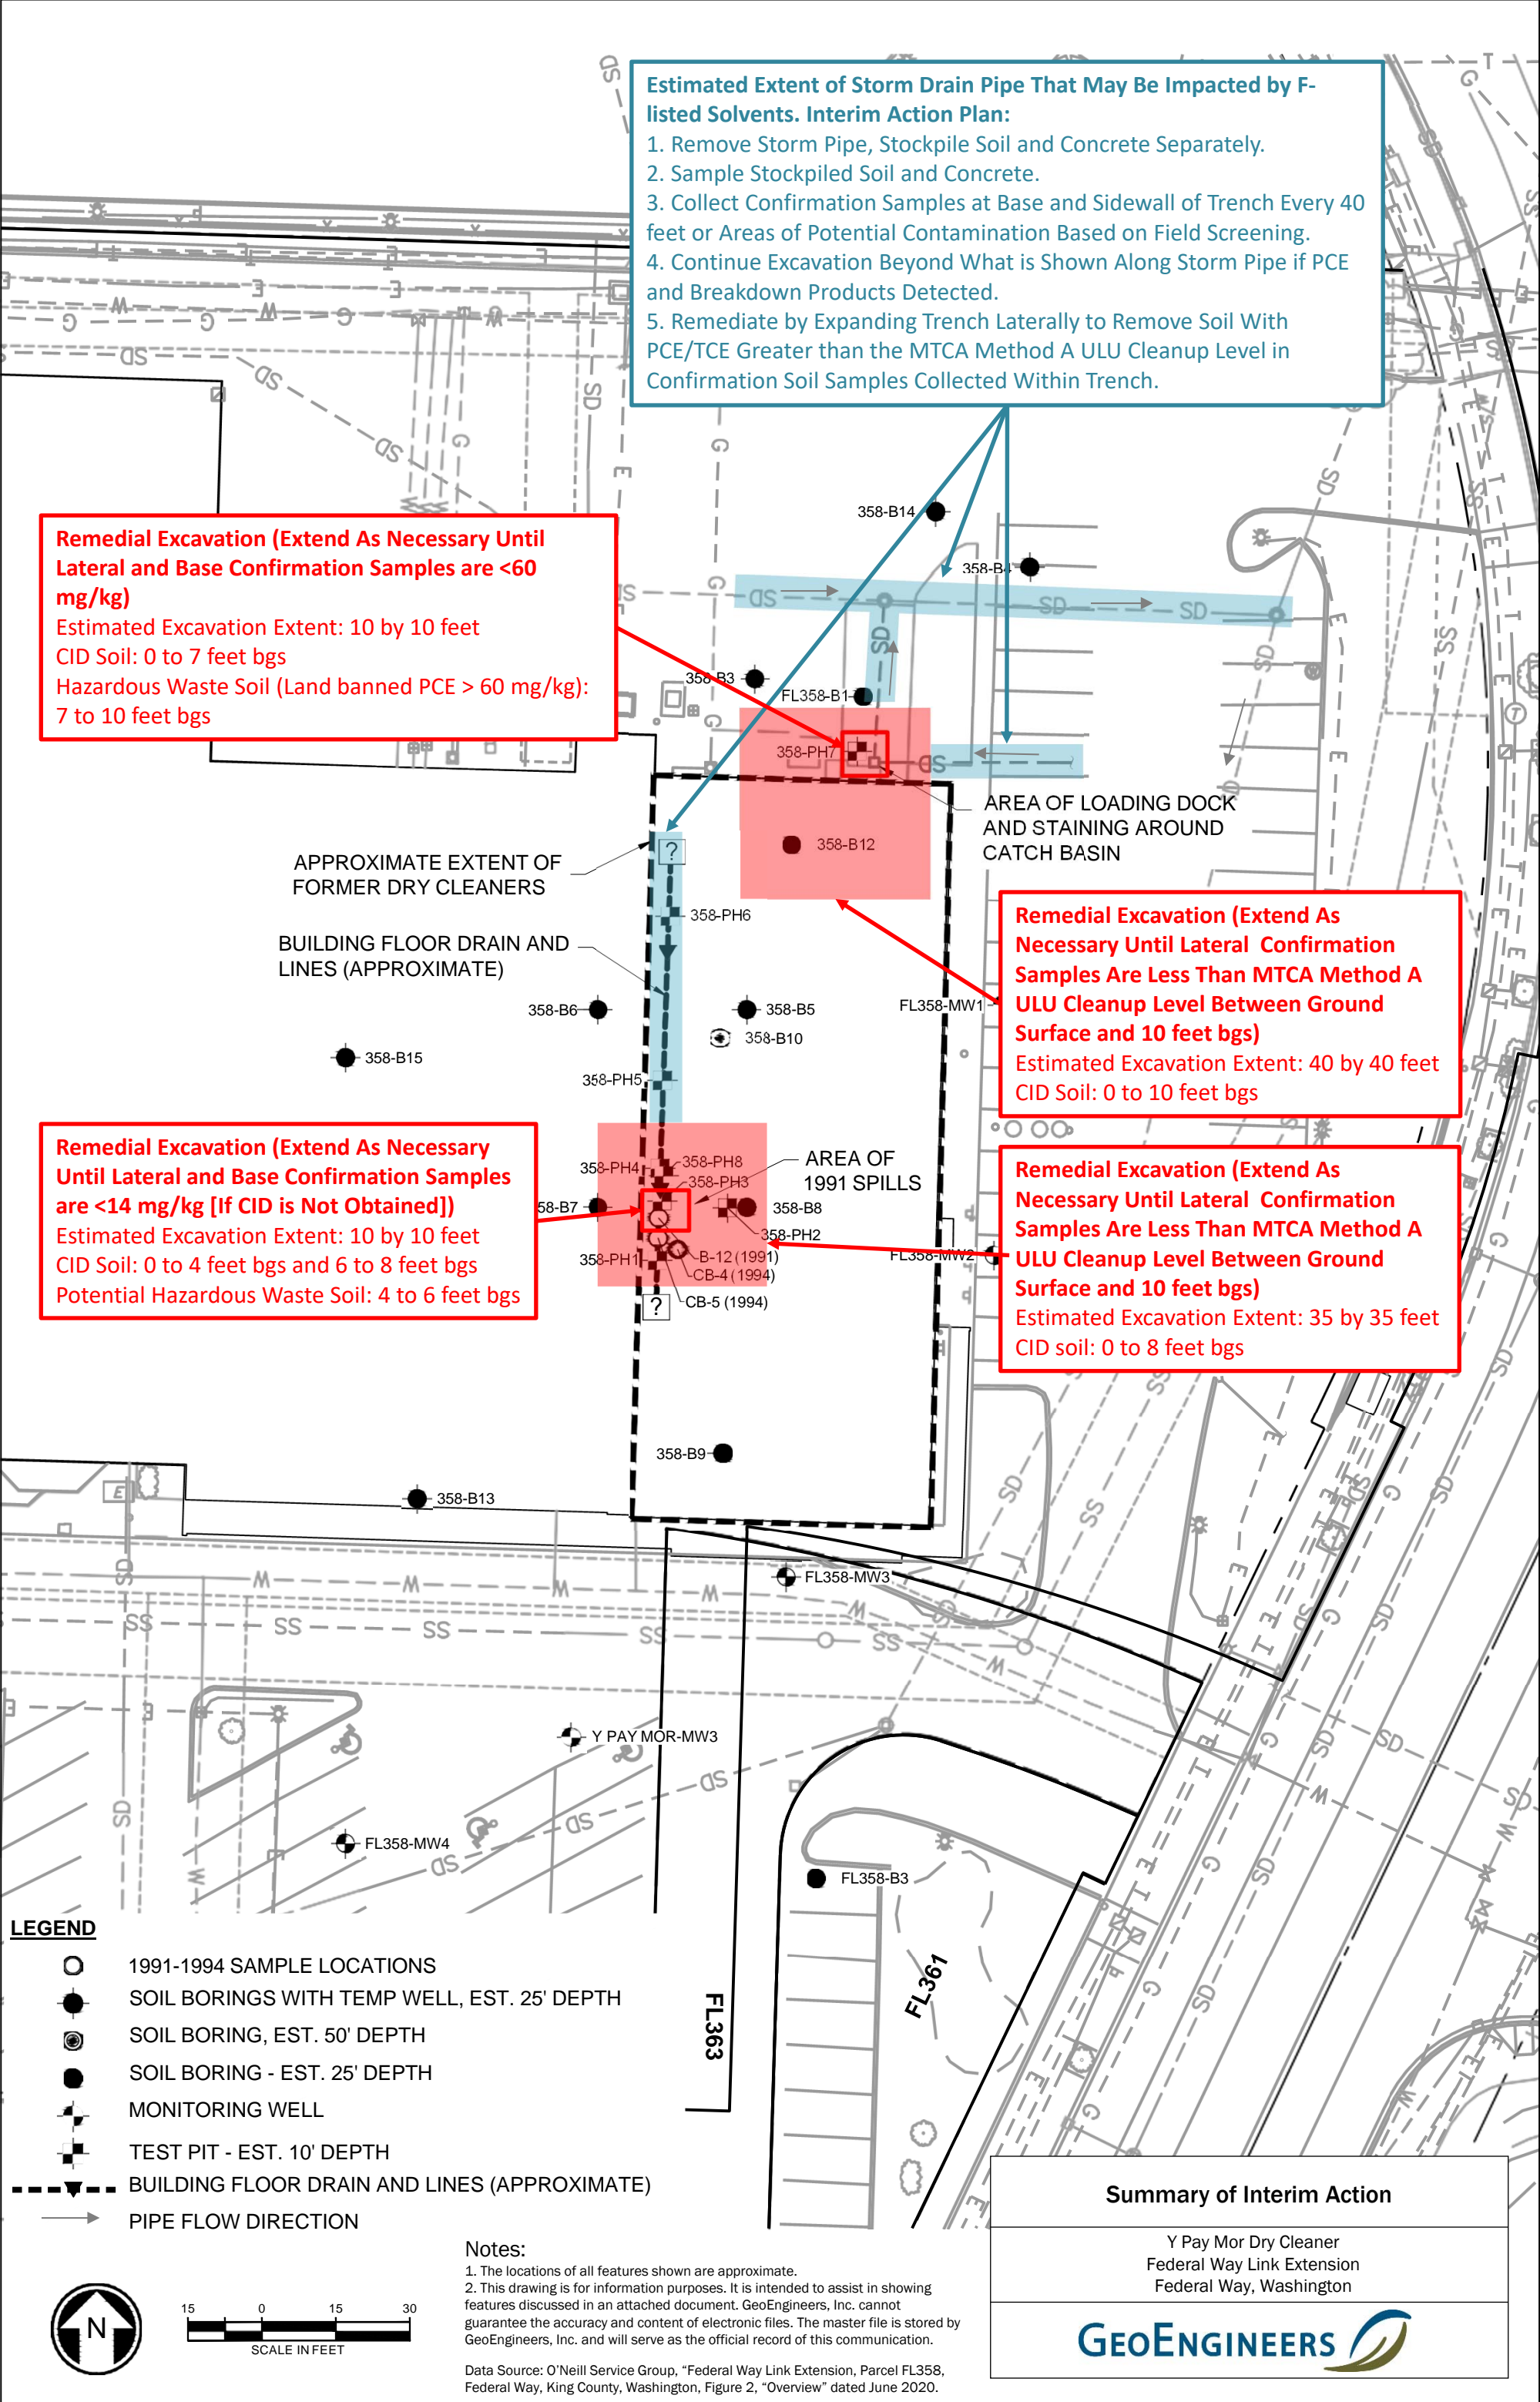 Estimated Extent of Storm Drain Pipe That May Be Impacted by F-
listed Solvents. Interim Action Plan:
1. Remove Storm Pipe, Stockpile Soil and Concrete Separately.
2. Sample Stockpiled Soil and Concrete.
3. Collect Confirmation Samples at Base and Sidewall of Trench Every 40
feet or Areas of Potential Contamination Based on Field Screening.
4. Continue Excavation Beyond What is Shown Along Storm Pipe if PCE
and Breakdown Products Detected.
5. Remediate by Expanding Trench Laterally to Remove Soil With
PCE/TCE Greater than the MTCA Method A ULU Cleanup Level in
Confirmation Soil Samples Collected Within Trench.
Remedial Excavation (Extend As Necessary Until
Lateral and Base Confirmation Samples are <60
mg/kg)
Estimated Excavation Extent: 10 by 10 feet
CID Soil: 0 to 7 feet bgs
Hazardous Waste Soil (Land banned PCE > 60 mg/kg):
7 to 10 feet bgs
358-B14
358-B4
358-B3
FL358-B1
358-PH7
AREA OF LOADING DOCK
AND STAINING AROUND
CATCH BASIN
358-B12
APPROXIMATE EXTENT OF
FORMER DRY CLEANERS
?
358-PH6
BUILDING FLOOR DRAIN AND
LINES (APPROXIMATE)
358-B6
358-B5
358-B10
358-B15
358-PH5
FL358-MW1
Remedial Excavation (Extend As
Necessary Until Lateral Confirmation
Samples Are Less Than MTCA Method A
ULU Cleanup Level Between Ground
Surface and 10 feet bgs)
Estimated Excavation Extent: 40 by 40 feet
CID Soil: 0 to 10 feet bgs
Remedial Excavation (Extend As Necessary
Until Lateral and Base Confirmation Samples
are <14 mg/kg [If CID is Not Obtained])
Estimated Excavation Extent: 10 by 10 feet
CID Soil: 0 to 4 feet bgs and 6 to 8 feet bgs
Potential Hazardous Waste Soil: 4 to 6 feet bgs
358-PH4
358-PH8
358-PH3
AREA OF
1991 SPILLS
58-B7
358-B8
358-PH2
358-PH1
B-12 (1991)
CB-4 (1994)
CB-5 (1994)
?
FL358-MW2
Remedial Excavation (Extend As
Necessary Until Lateral Confirmation
Samples Are Less Than MTCA Method A
ULU Cleanup Level Between Ground
Surface and 10 feet bgs)
Estimated Excavation Extent: 35 by 35 feet
CID soil: 0 to 8 feet bgs
358-B9
358-B13
FL358-MW3
Y PAY MOR-MW3
FL358-MW4
FL358-B3
FL363
FL361
LEGEND
1991-1994 SAMPLE LOCATIONS
SOIL BORINGS WITH TEMP WELL, EST. 25' DEPTH
SOIL BORING, EST. 50' DEPTH
SOIL BORING - EST. 25' DEPTH
MONITORING WELL
TEST PIT - EST. 10' DEPTH
BUILDING FLOOR DRAIN AND LINES (APPROXIMATE)
PIPE FLOW DIRECTION
N
15 0 15 30
SCALE IN FEET
Notes:
1. The locations of all features shown are approximate.
2. This drawing is for information purposes. It is intended to assist in showing
features discussed in an attached document. GeoEngineers, Inc. cannot
guarantee the accuracy and content of electronic files. The master file is stored by
GeoEngineers, Inc. and will serve as the official record of this communication.
Data Source: O'Neill Service Group, “Federal Way Link Extension, Parcel FL358,
Federal Way, King County, Washington, Figure 2, “Overview” dated June 2020.
Summary of Interim Action
Y Pay Mor Dry Cleaner
Federal Way Link Extension
Federal Way, Washington
GEOENGINEERS